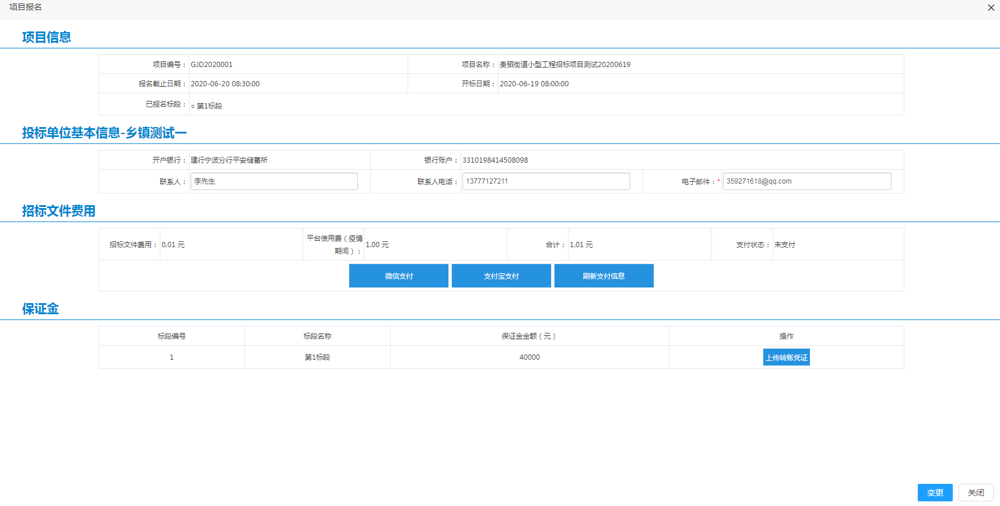 项目报名
项目信息
项目编号： GJD2020001 项目名称： 贵驷街道小型工程招标项目测试20200619
报名截止日期： 2020-06-20 08:30:00 开标日期： 2020-06-19 08:00:00
已报名标段： ○ 第1标段
投标单位基本信息-乡镇测试一
开户银行： 建行宁波分行平安储蓄所 银行账户： 3310198414508098
联系人： 李先生 联系人电话： 13777127211 电子邮件：* 359271618@qq.com
招标文件费用
招标文件费用： 0.01 元 平台使用费（疫情期间）： 1.00 元 合计： 1.01 元 支付状态： 未支付
微信支付 支付宝支付 刷新支付信息
保证金
标段编号 标段名称 保证金金额（元） 操作
1 第1标段 40000 上传转账凭证
变更 关闭